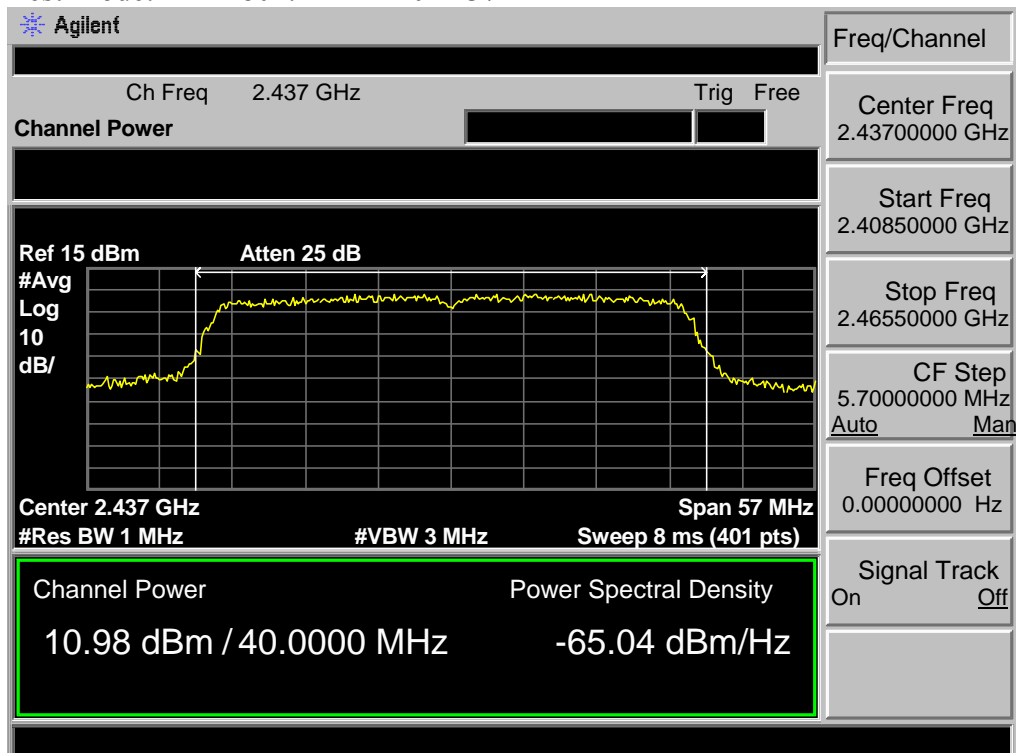 Agilent
Freq/Channel
Ch Freq 2.437 GHz Trig Free
Channel Power
Center Freq
2.43700000 GHz
Start Freq
2.40850000 GHz
Ref 15 dBm Atten 25 dB
#Avg
Log
10
dB/
Stop Freq
2.46550000 GHz
CF Step
5.70000000 MHz
Auto Man
Freq Offset
0.00000000 Hz
Center 2.437 GHz Span 57 MHz
#Res BW 1 MHz #VBW 3 MHz Sweep 8 ms (401 pts)
Signal Track
On Off
Channel Power Power Spectral Density
10.98 dBm / 40.0000 MHz -65.04 dBm/Hz